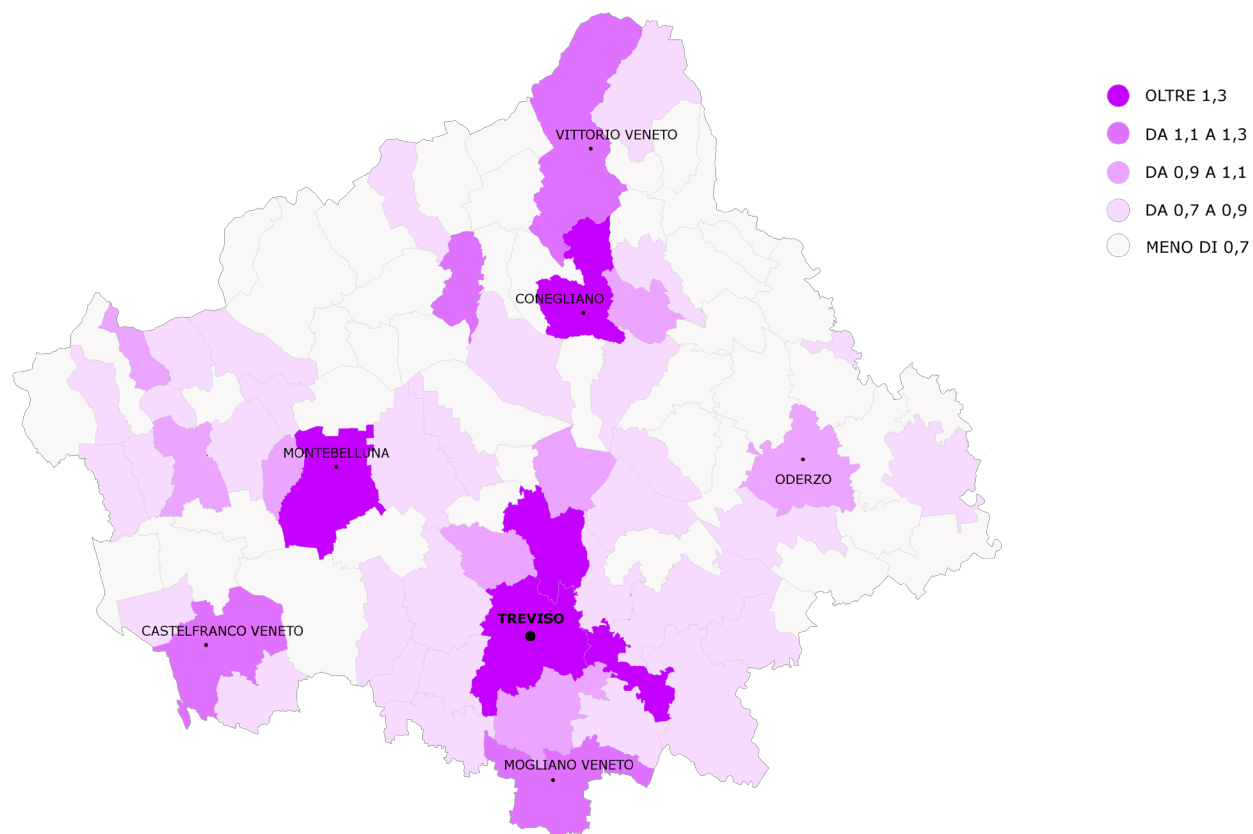 OLTRE 1,3
VITTORIO VENETO
DA 1,1 A 1,3
DA 0,9 A 1,1
DA 0,7 A 0,9
MENO DI 0,7
CONEGLIANO
MONTEBELLUNA
ODERZO
TREVISO
CASTELFRANCO VENETO
MOGLIANO VENETO